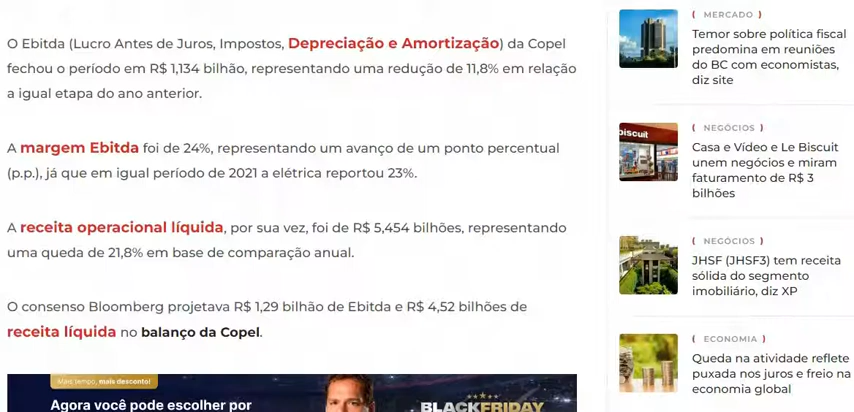 O Ebitda (Lucro Antes de Juros, Impostos, Depreciação e Amortização) da Copel
fechou o período em R$ 1,134 bilhão, representando uma redução de 11,8% em relação
a igual etapa do ano anterior.
A margem Ebitda foi de 24%, representando um avanço de um ponto percentual
(p.p.), já que em igual período de 2021 a elétrica reportou 23%.
A receita operacional líquida, por sua vez, foi de R$ 5,454 bilhões, representando
uma queda de 21,8% em base de comparação anual.
O consenso Bloomberg projetava R$ 1,29 bilhão de Ebitda e R$ 4,52 bilhões de
receita líquida no balanço da Copel.
Mais tempo, mais desconto!
Agora você pode escolher por
BLACKFRIDAY
( MERCADO )
Temor sobre política fiscal
predomina em reuniões
do BC com economistas,
diz site
biscuit
( NEGÓCIOS )
Casa e Vídeo e Le Biscuit
unem negócios e miram
faturamento de R$ 3
bilhões
( NEGÓCIOS )
JHSF (JHSF3) tem receita
sólida do segmento
imobiliário, diz XP
( ECONOMIA )
Queda na atividade reflete
puxada nos juros e freio na
economia global